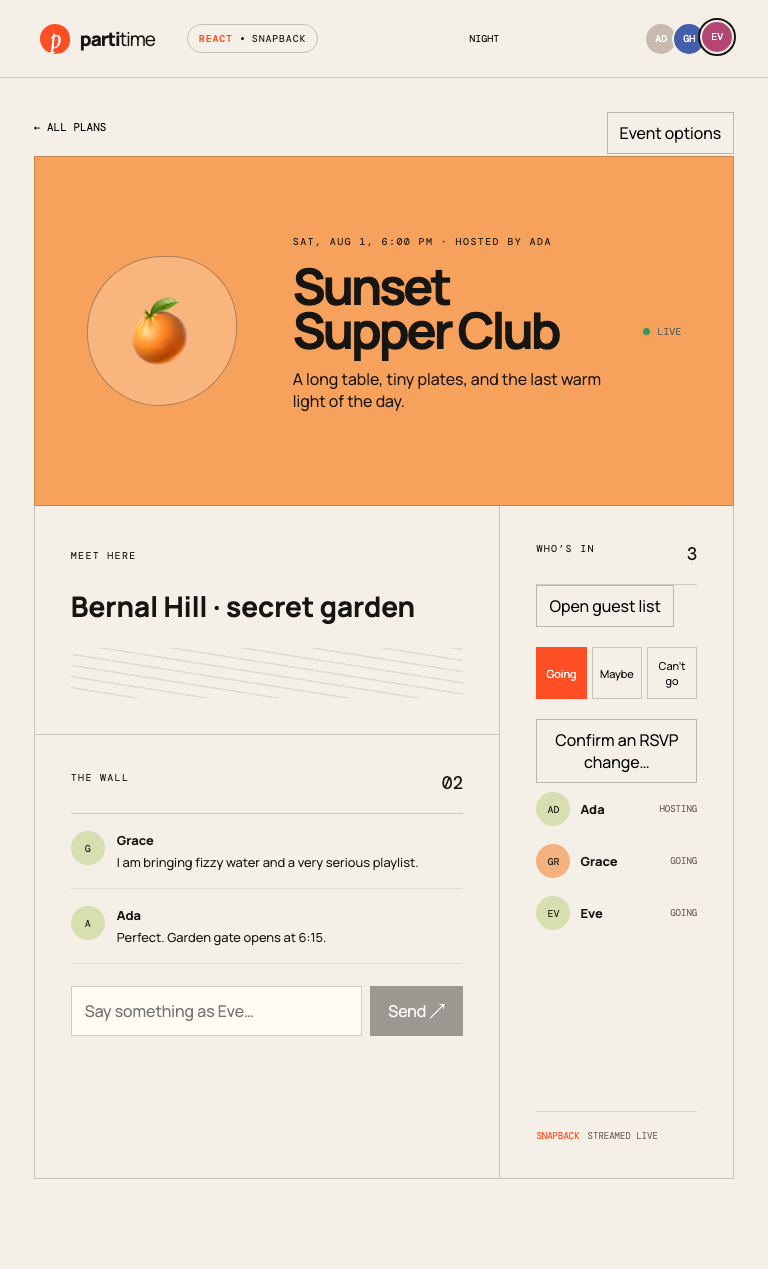 p partitime
REACT • SNAPBACK
NIGHT
AD
GH
EV
← ALL PLANS
Event options
SAT, AUG 1, 6:00 PM · HOSTED BY ADA
Sunset
Supper Club
LIVE
A long table, tiny plates, and the last warm
light of the day.
MEET HERE
Bernal Hill · secret garden
THE WALL
02
G
Grace
I am bringing fizzy water and a very serious playlist.
A
Ada
Perfect. Garden gate opens at 6:15.
Say something as Eve…
Send ↗
WHO'S IN
3
Open guest list
Going
Maybe
Can't
go
Confirm an RSVP
change…
AD Ada HOSTING
GR Grace GOING
EV Eve GOING
SNAPBACK STREAMED LIVE